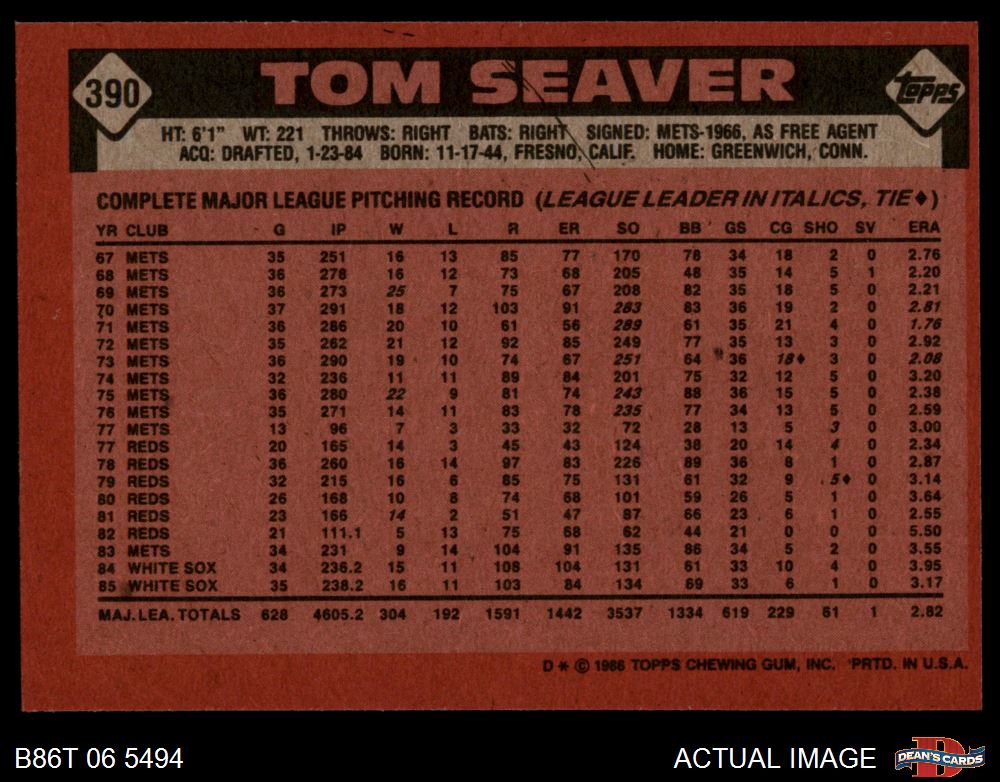 390 TOM SEAVER Topps
HT: 6'1" WT: 221 THROWS: RIGHT BATS: RIGHT SIGNED: METS-1966, AS FREE AGENT
ACQ: DRAFTED, 1-23-84 BORN: 11-17-44, FRESNO, CALIF. HOME: GREENWICH, CONN.
COMPLETE MAJOR LEAGUE PITCHING RECORD (LEAGUE LEADER IN ITALICS, TIE♦)
YR CLUB G IP W L R ER SO BB GS CG SHO SV ERA
67 METS 35 251 16 13 85 77 170 78 34 18 2 0 2.76
68 METS 36 278 16 12 73 68 205 48 35 14 5 1 2.20
69 METS 36 273 25 7 75 67 208 82 35 18 5 0 2.21
70 METS 37 291 18 12 103 91 283 83 36 19 2 0 2.81
71 METS 36 286 20 10 61 56 289 61 35 21 4 0 1.76
72 METS 35 262 21 12 92 85 249 77 35 13 3 0 2.92
73 METS 36 290 19 10 74 67 251 64 36 18♦ 3 0 2.08
74 METS 32 236 11 11 89 84 201 75 32 12 5 0 3.20
75 METS 36 280 22 9 81 74 243 88 36 15 5 0 2.38
76 METS 35 271 14 11 83 78 235 77 34 13 5 0 2.59
77 METS 13 96 7 3 33 32 72 28 13 5 3 0 3.00
77 REDS 20 165 14 3 45 43 124 38 20 14 4 0 2.34
78 REDS 36 260 16 14 97 83 226 89 36 8 1 0 2.87
79 REDS 32 215 16 6 85 75 131 61 32 9 5♦ 0 3.14
80 REDS 26 168 10 8 74 68 101 59 26 5 1 0 3.64
81 REDS 23 166 14 2 51 47 87 66 23 6 1 0 2.55
82 REDS 21 111.1 5 13 75 68 62 44 21 0 0 0 5.50
83 METS 34 231 9 14 104 91 135 86 34 5 2 0 3.55
84 WHITE SOX 34 236.2 15 11 108 104 131 61 33 10 4 0 3.95
85 WHITE SOX 35 238.2 16 11 103 84 134 69 33 6 1 0 3.17
MAJ. LEA. TOTALS 628 4605.2 304 192 1591 1442 3537 1334 619 229 61 1 2.82
D * © 1986 TOPPS CHEWING GUM, INC. PRTD. IN U.S.A.
B86T 06 5494 ACTUAL IMAGE D DEAN'S CARDS